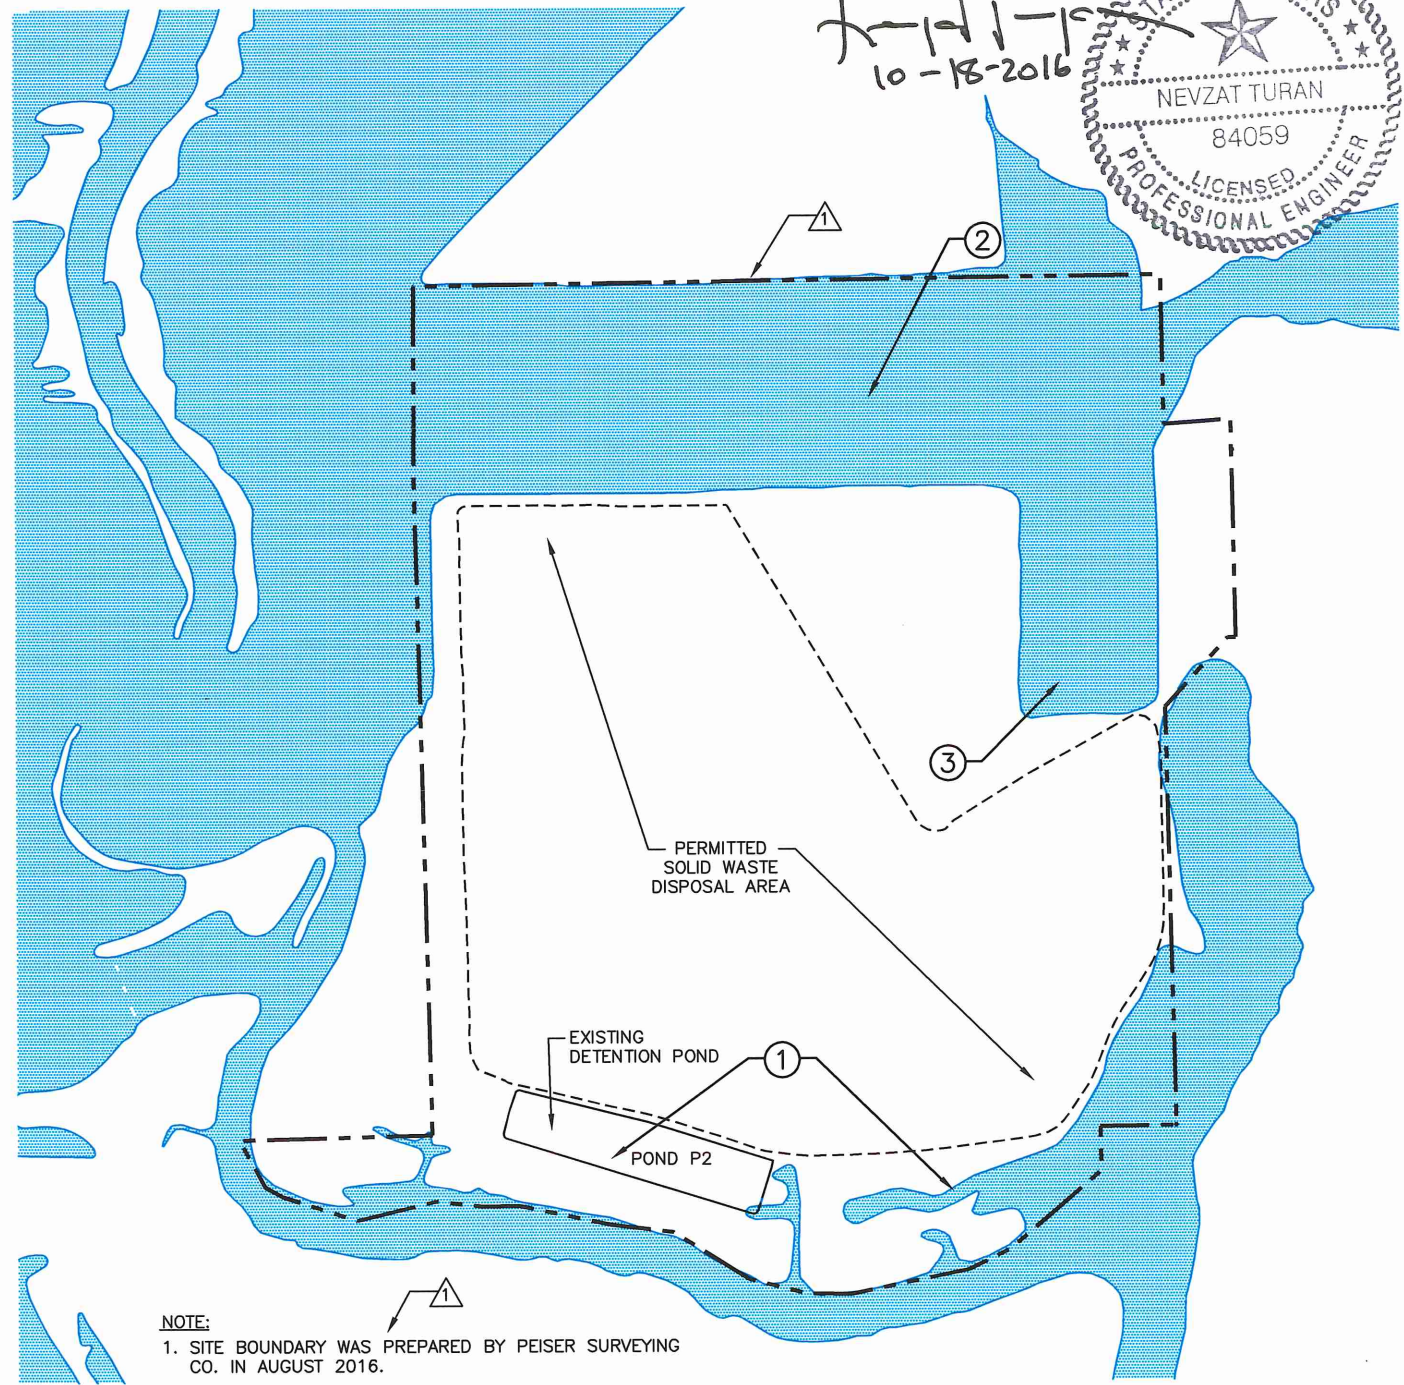 10-18-2016
NEVZAT TURAN
84059
LICENSED
PROFESSIONAL ENGINEER
1
2
3
PERMITTED
SOLID WASTE
DISPOSAL AREA
EXISTING
DETENTION POND
1
POND P2
1
NOTE:
1. SITE BOUNDARY WAS PREPARED BY PEISER SURVEYING
CO. IN AUGUST 2016.